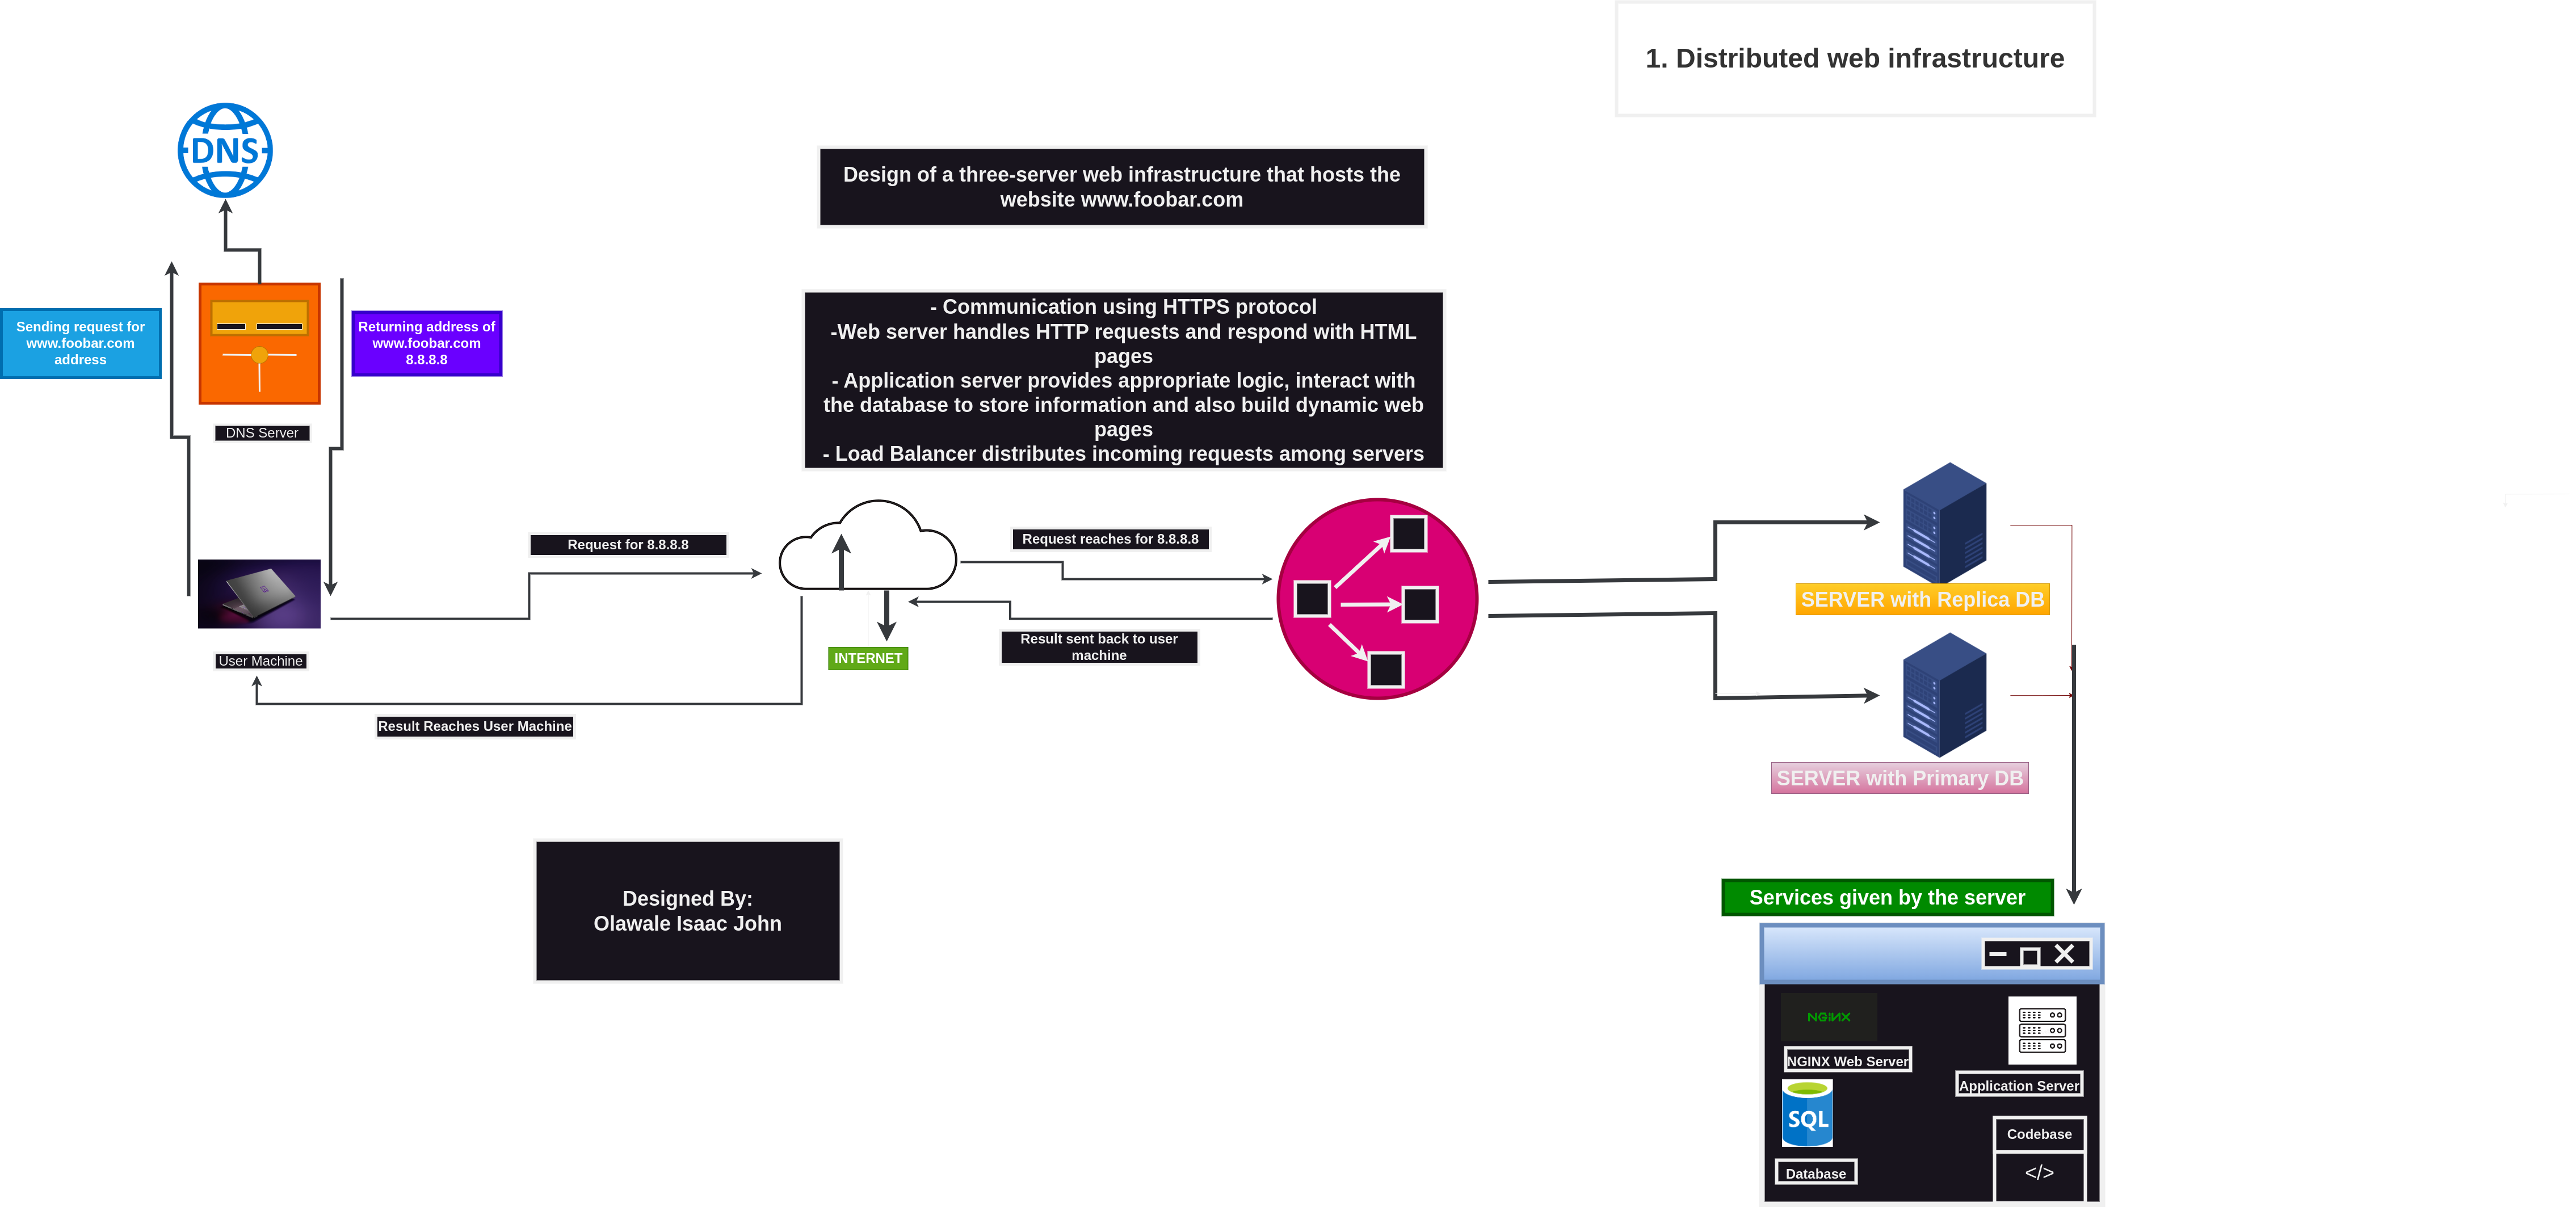 1. Distributed web infrastructure
DNS
Design of a three-server web infrastructure that hosts the
website www.foobar.com
Sending request for
www.foobar.com
address
Returning address of
www.foobar.com
8.8.8.8
- Communication using HTTPS protocol
-Web server handles HTTP requests and respond with HTML
pages
- Application server provides appropriate logic, interact with
the database to store information and also build dynamic web
pages
- Load Balancer distributes incoming requests among servers
DNS Server
Request for 8.8.8.8
Request reaches for 8.8.8.8
SERVER with Replica DB
Result sent back to user
machine
INTERNET
User Machine
Result Reaches User Machine
SERVER with Primary DB
Designed By:
Olawale Isaac John
Services given by the server
NGINX
NGINX Web Server
Application Server
SQL
Codebase
</>
Database